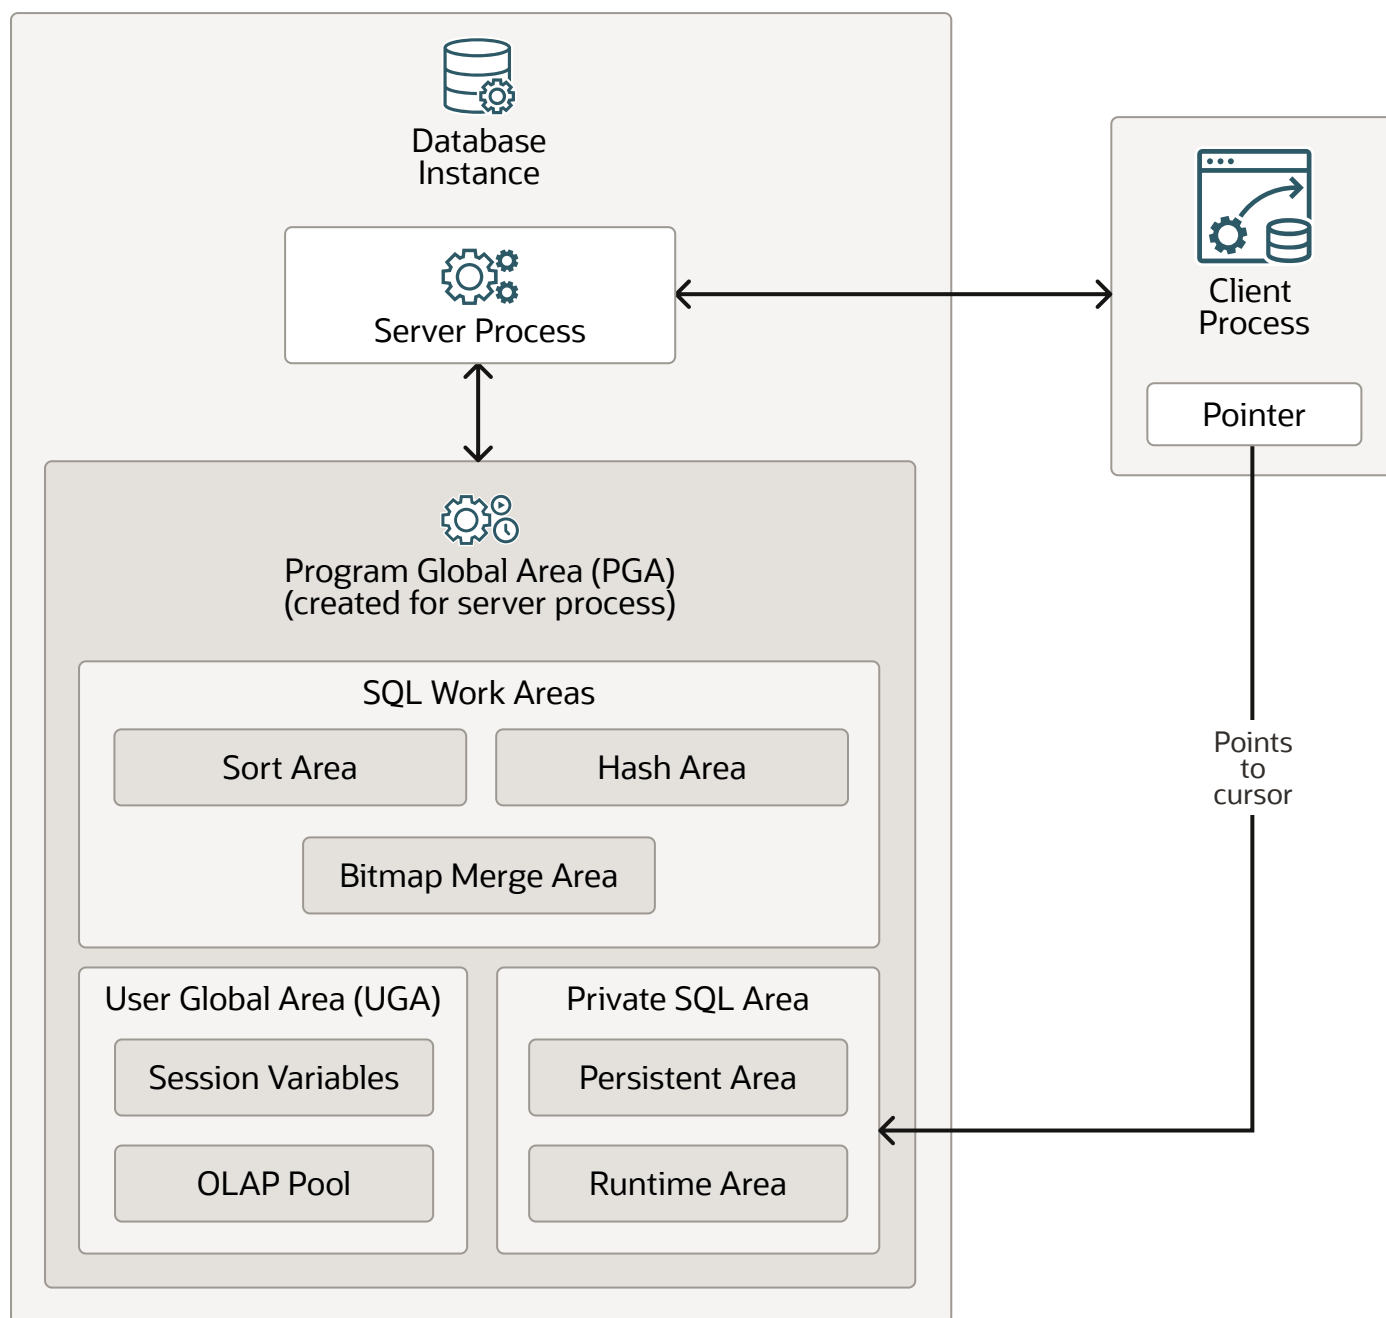 Database
Instance
Server Process
Client
Process
Pointer
Program Global Area (PGA)
(created for server process)
SQL Work Areas
Sort Area
Hash Area
Bitmap Merge Area
Points
to
cursor
User Global Area (UGA)
Session Variables
OLAP Pool
Private SQL Area
Persistent Area
Runtime Area